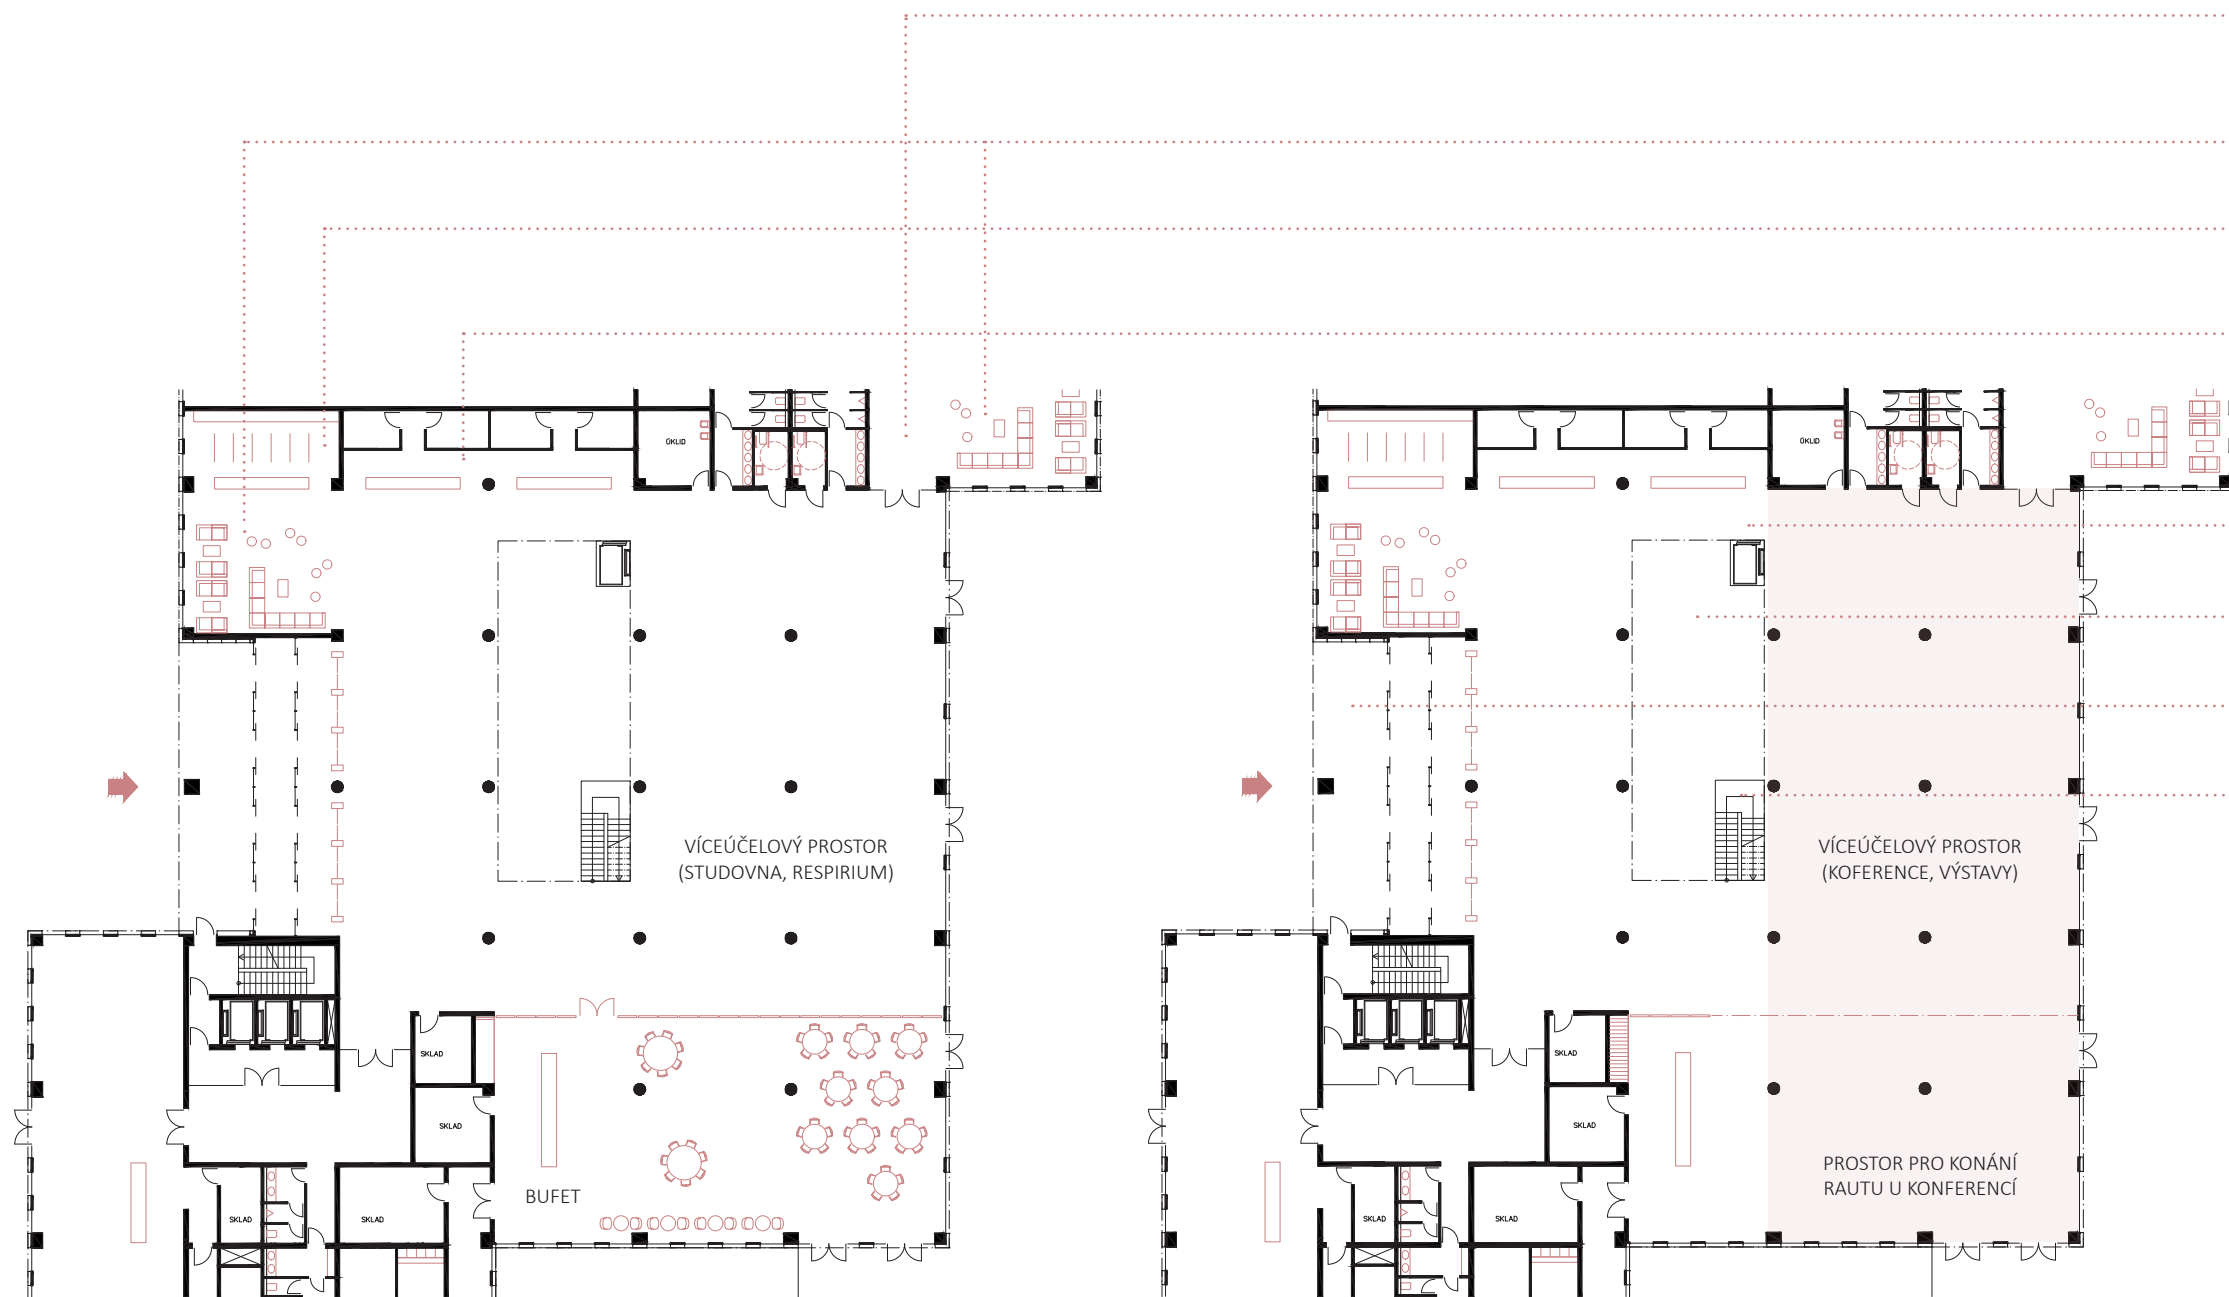 ÚKLID
VÍCEÚČELOVÝ PROSTOR
(STUDOVNA, RESPIRIUM)
SKLAD
SKLAD
BUFET
SKLAD
SKLAD
ÚKLID
VÍCEÚČELOVÝ PROSTOR
(KOFERENCE, VÝSTAVY)
SKLAD
SKLAD
PROSTOR PRO KONÁNÍ
RAUTU U KONFERENCÍ
SKLAD
SKLAD